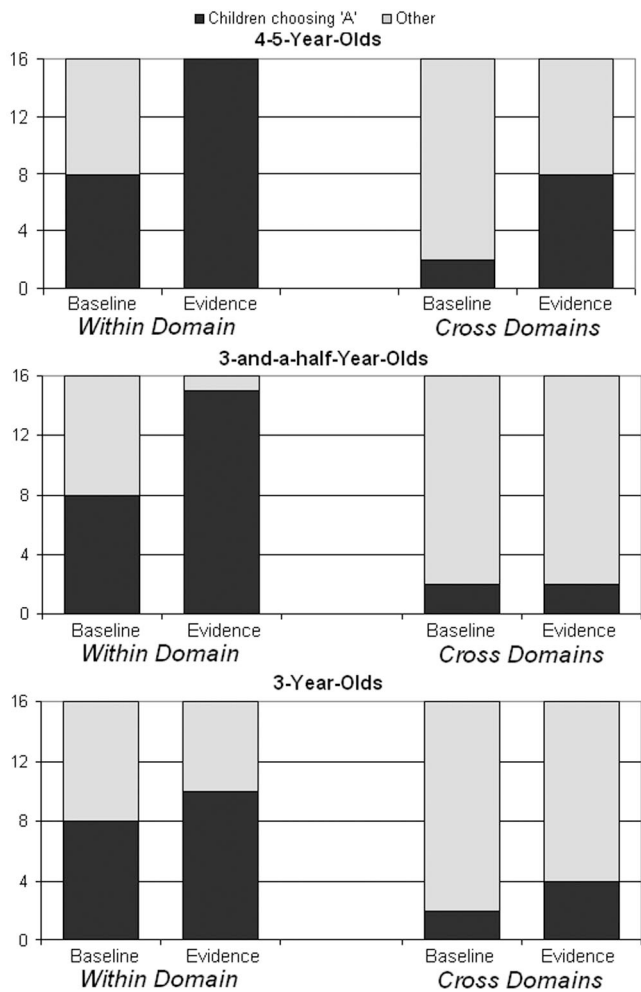 Children choosing 'A' Other
4-5-Year-Olds
16
12
8
4
0
Baseline Evidence Baseline Evidence
Within Domain Cross Domains
3-and-a-half-Year-Olds
16
12
8
4
0
Baseline Evidence Baseline Evidence
Within Domain Cross Domains
3-Year-Olds
16
12
8
4
0
Baseline Evidence Baseline Evidence
Within Domain Cross Domains